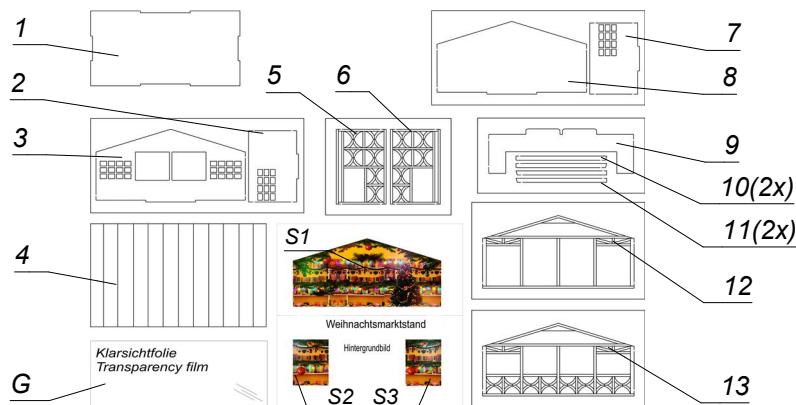 1
2
3
4
G
5
6
S1
Weihnachtsmarktstand
Hintergrundbild
S2
S3
7
8
9
10(2x)
11(2x)
12
13
Klarsichtfolie
Transparency film